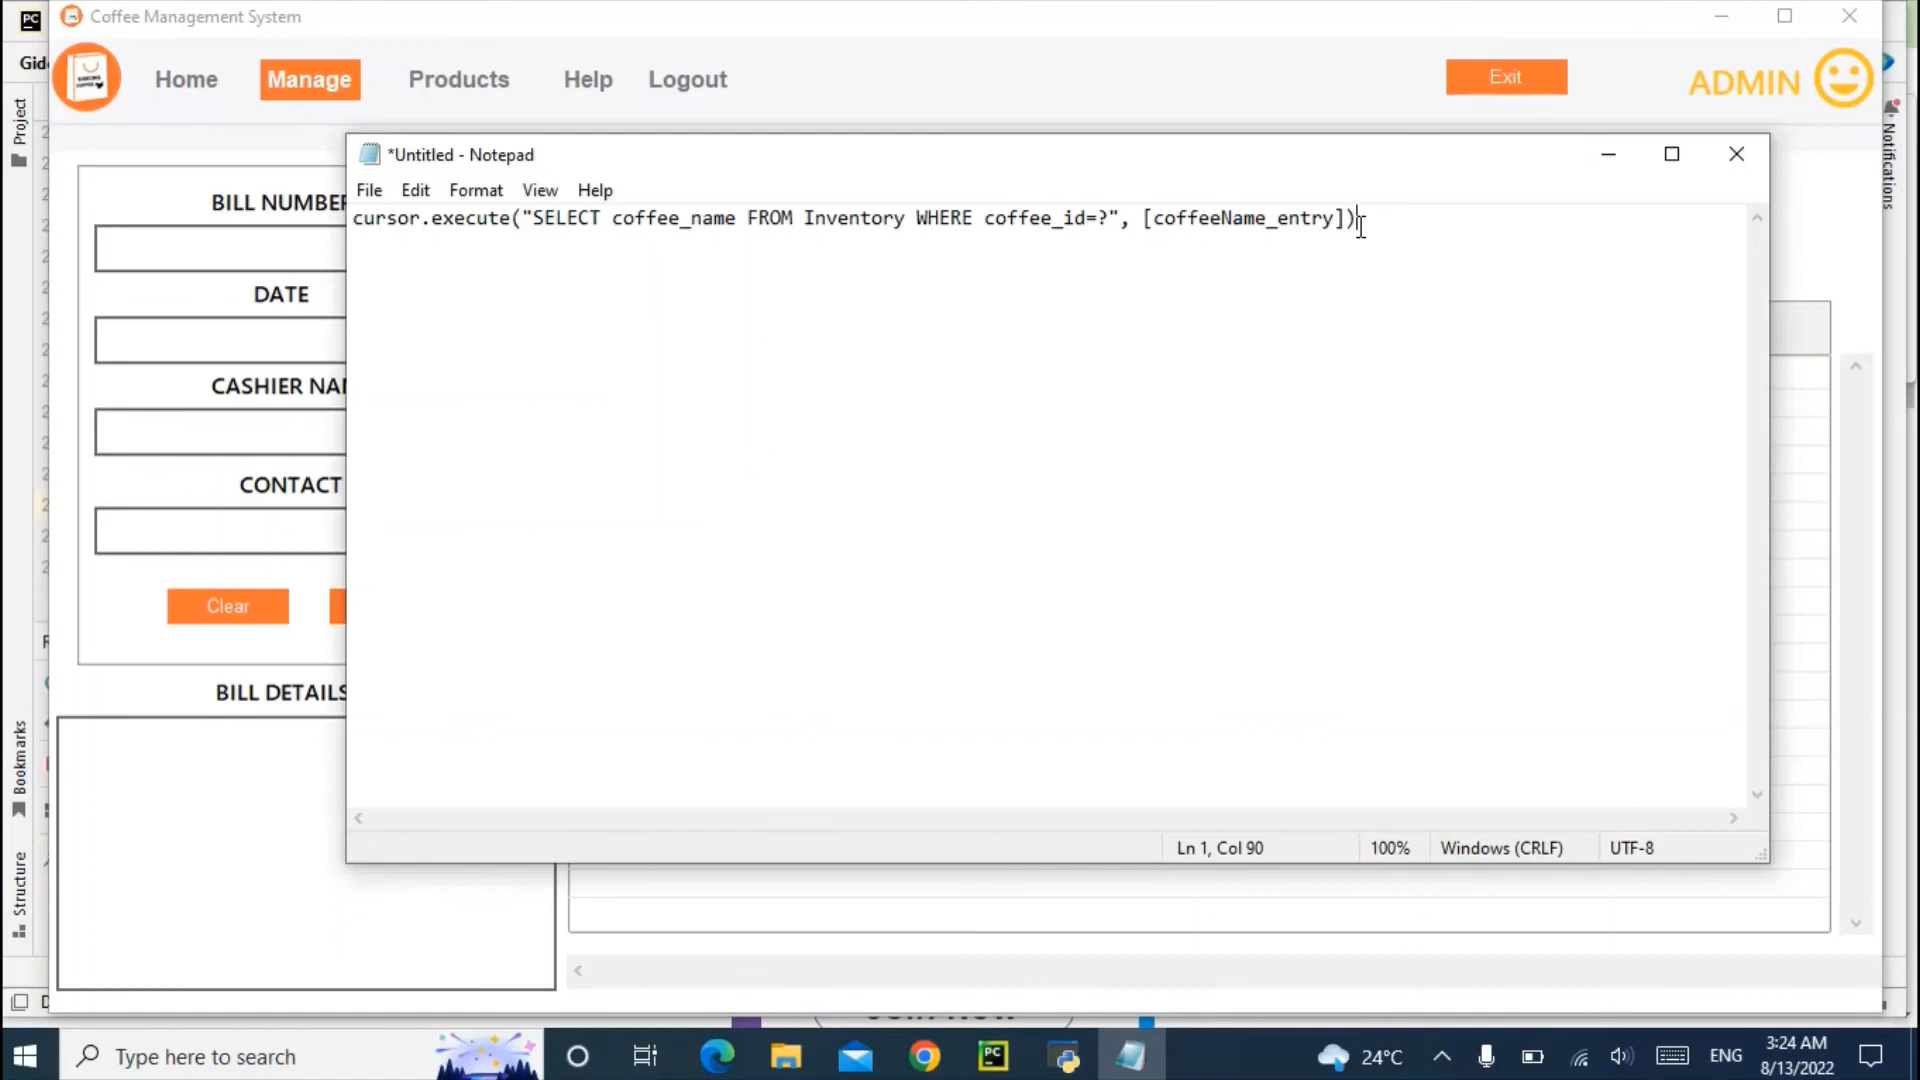 PC Coffee Management System
Gid
Home Manage Products Help Logout Exit ADMIN
Project
Notifications
*Untitled - Notepad
File Edit Format View Help
cursor.execute("SELECT coffee_name FROM Inventory WHERE coffee_id=?", [coffeeName_entry])
BILL NUMBER
DATE
CASHIER NA
CONTACT
Clear
BILL DETAILS
Bookmarks
Structure
Ln 1, Col 90 100% Windows (CRLF) UTF-8
Type here to search
PC
24°C
ENG
3:24 AM
8/13/2022